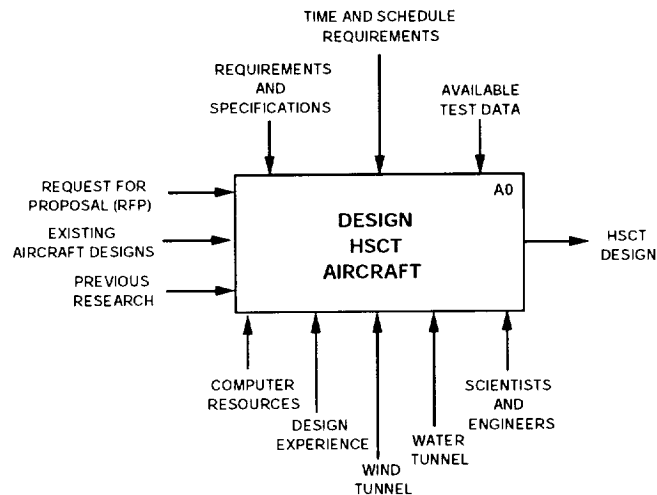 TIME AND SCHEDULE
REQUIREMENTS
REQUIREMENTS
AND
SPECIFICATIONS
AVAILABLE
TEST DATA
REQUEST FOR
PROPOSAL (RFP)
EXISTING
AIRCRAFT DESIGNS
PREVIOUS
RESEARCH
A0
DESIGN
HSCT
AIRCRAFT
HSCT
DESIGN
COMPUTER
RESOURCES
DESIGN
EXPERIENCE
WIND
TUNNEL
WATER
TUNNEL
SCIENTISTS
AND
ENGINEERS